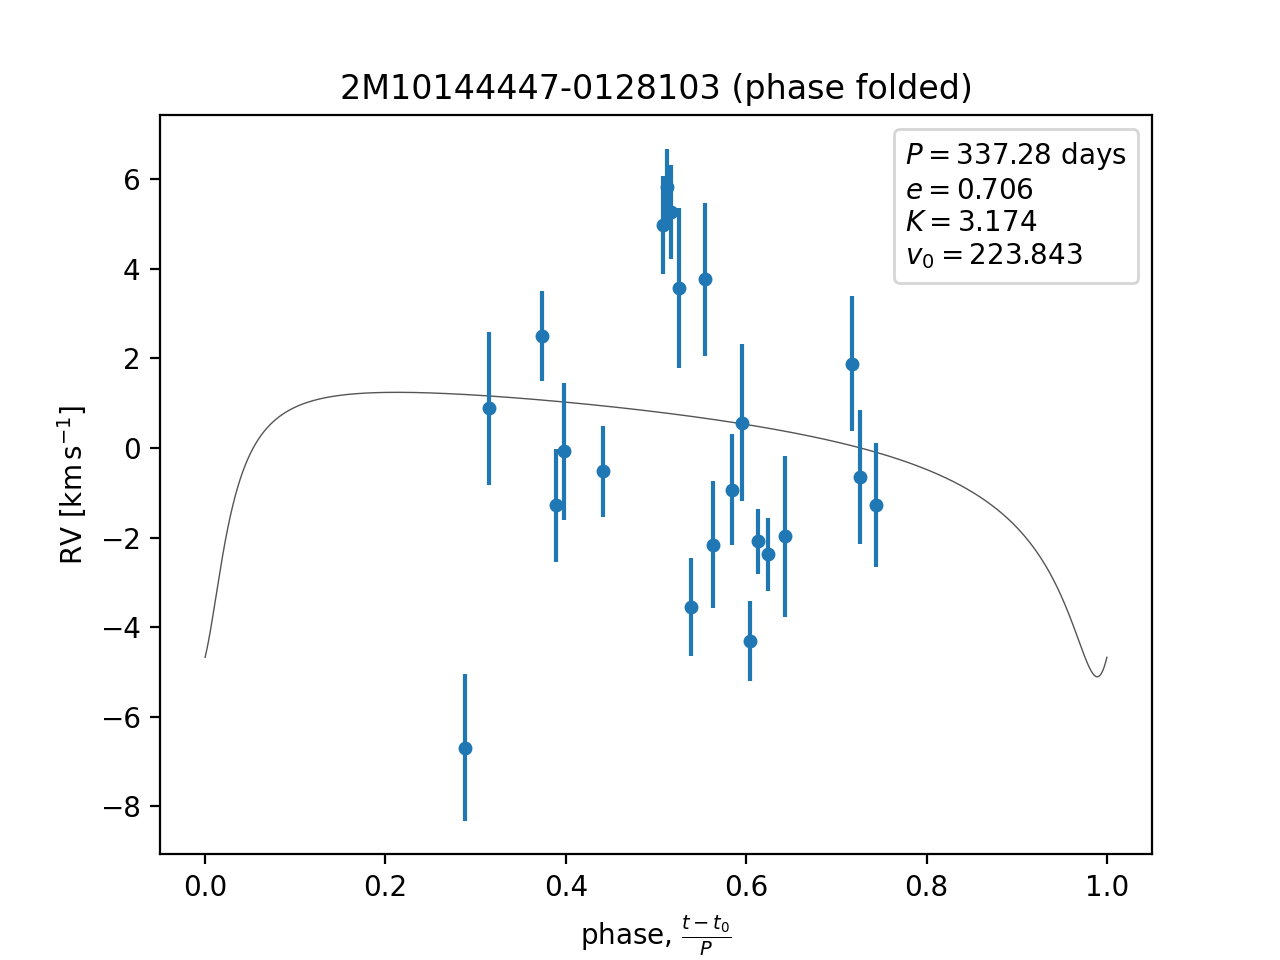 2M10144447-0128103 (phase folded)
P = 337.28 days
e = 0.706
K = 3.174
v₀ = 223.843
6
4
2
0
−2
−4
−6
−8
RV [km s⁻¹]
0.0 0.2 0.4 0.6 0.8 1.0
phase, (t − t₀)/P